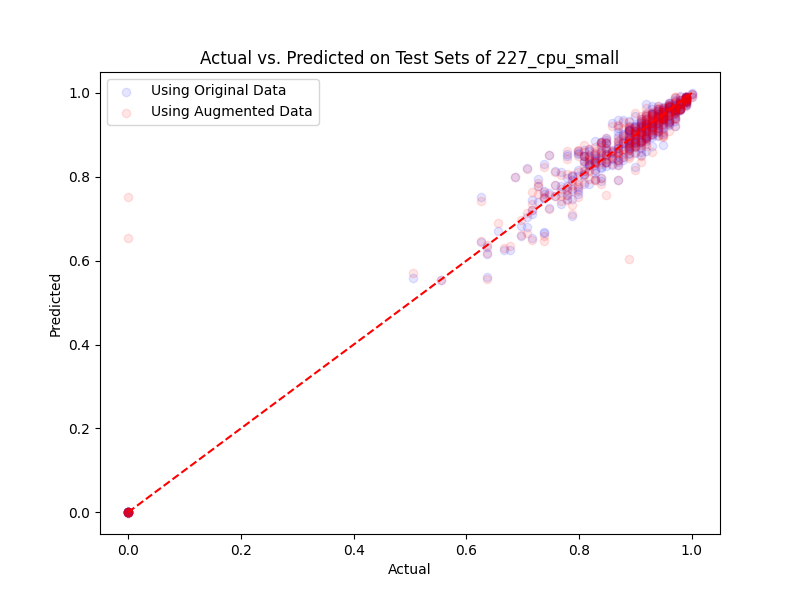 Actual vs. Predicted on Test Sets of 227_cpu_small
Using Original Data
Using Augmented Data
1.0
0.8
0.6
0.4
0.2
0.0
Predicted
0.0 0.2 0.4 0.6 0.8 1.0
Actual